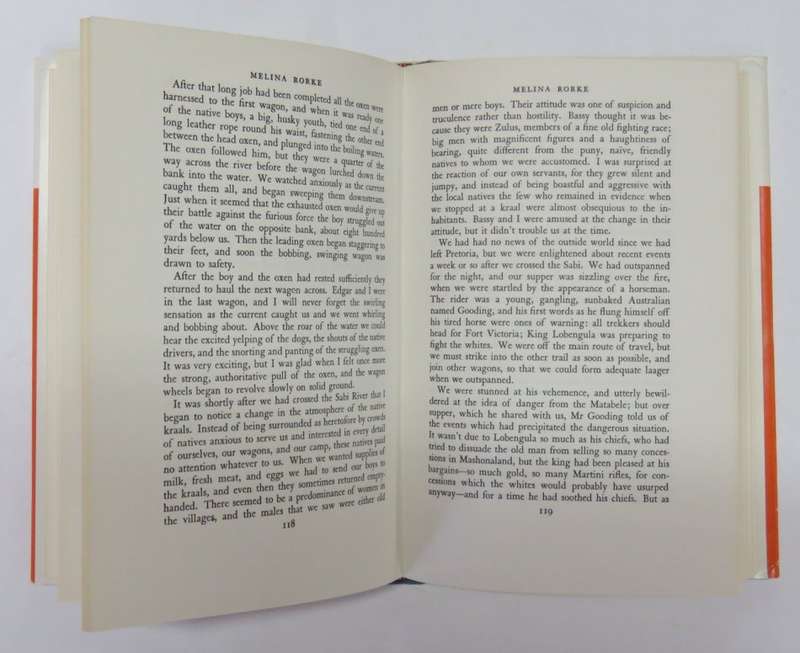 MELINA RORKE
After that long job had been completed all the oxen were
harnessed to the first wagon, and when it was ready one
of the native boys, a big, husky youth, tied one end of a
long leather rope round his waist, fastening the other end
between the head oxen, and plunged into the boiling waters.
The oxen followed him, but they were a quarter of the
way across the river before the wagon lurched down the
bank into the water. We watched anxiously as the current
caught them all, and began sweeping them downstream.
Just when it seemed that the exhausted oxen would give up
their battle against the furious force the boy struggled out
of the water on the opposite bank, about eight hundred
yards below us. Then the leading oxen began staggering to
their feet, and soon the bobbing, swinging wagon was
drawn to safety.
After the boy and the oxen had rested sufficiently they
returned to haul the next wagon across. Edgar and I were
in the last wagon, and I will never forget the swirling
sensation as the current caught us and we went whirling
and bobbing about. Above the roar of the water we could
hear the excited yelping of the dogs, the shouts of the native
drivers, and the snorting and panting of the struggling oxen.
It was very exciting, but I was glad when I felt once more
the strong, authoritative pull of the oxen, and the wagon
wheels began to revolve slowly on solid ground.
It was shortly after we had crossed the Sabi River that I
began to notice a change in the atmosphere of the native
kraals. Instead of being surrounded as heretofore by crowds
of natives anxious to serve us and interested in every detail
of ourselves, our wagons, and our camp, these natives paid
no attention whatever to us. When we wanted supplies of
milk, fresh meat, and eggs we had to send our boys to
the kraals, and even then they sometimes returned empty-
handed. There seemed to be a predominance of women in
the villages, and the males that we saw were either old
118
MELINA RORKE
men or mere boys. Their attitude was one of suspicion and
truculence rather than hostility. Bassy thought it was be-
cause they were Zulus, members of a fine old fighting race;
big men with magnificent figures and a haughtiness of
bearing, quite different from the puny, naïve, friendly
natives to whom we were accustomed. I was surprised at
the reaction of our own servants, for they grew silent and
jumpy, and instead of being boastful and aggressive with
the local natives the few who remained in evidence when
we stopped at a kraal were almost obsequious to the in-
habitants. Bassy and I were amused at the change in their
attitude, but it didn't trouble us at the time.
We had had no news of the outside world since we had
left Pretoria, but we were enlightened about recent events
a week or so after we crossed the Sabi. We had outspanned
for the night, and our supper was sizzling over the fire,
when we were startled by the appearance of a horseman.
The rider was a young, gangling, sunbaked Australian
named Gooding, and his first words as he flung himself off
his tired horse were ones of warning: all trekkers should
head for Fort Victoria; King Lobengula was preparing to
fight the whites. We were off the main route of travel, but
we must strike into the other trail as soon as possible, and
join other wagons, so that we could form adequate laager
when we outspanned.
We were stunned at his vehemence, and utterly bewil-
dered at the idea of danger from the Matabele; but over
supper, which he shared with us, Mr Gooding told us of
the events which had precipitated the dangerous situation.
It wasn't due to Lobengula so much as his chiefs, who had
tried to dissuade the old man from selling so many conces-
sions in Mashonaland, but the king had been pleased at his
bargains—so much gold, so many Martini rifles, for con-
cessions which the whites would probably have usurped
anyway—and for a time he had soothed his chiefs. But as
119